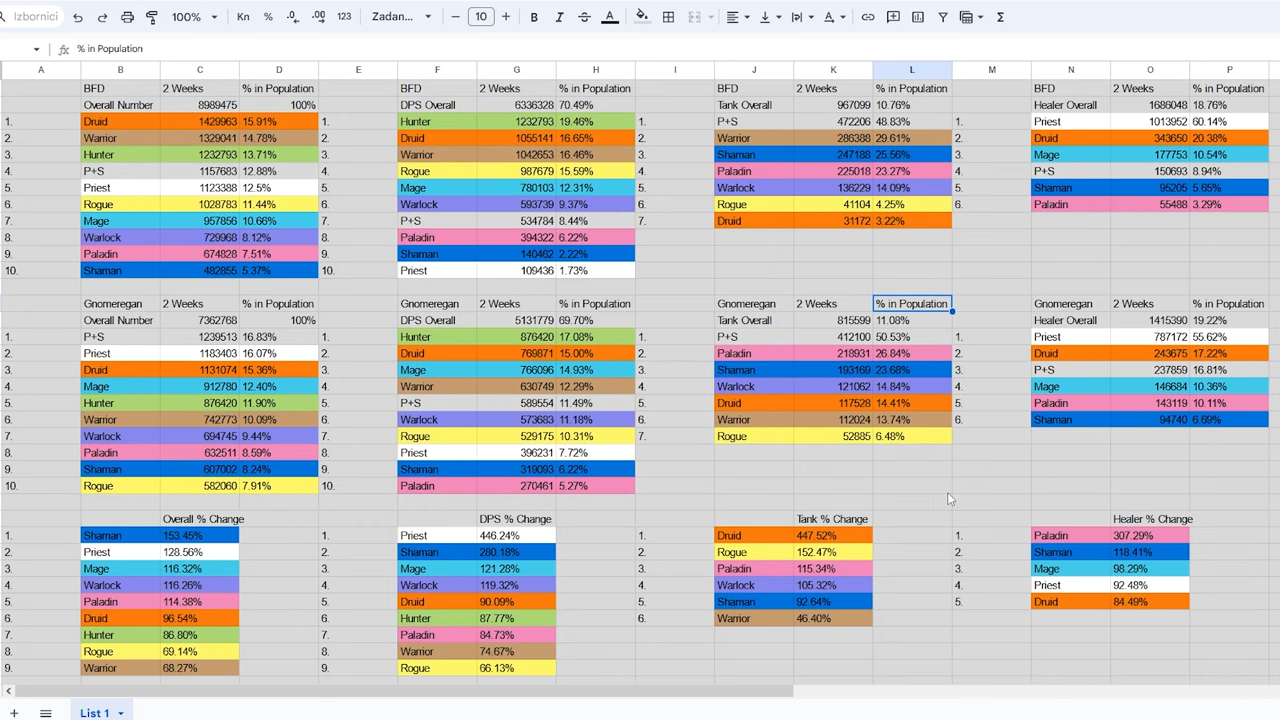 Izbornici 100% Kn % .0 .00 123 Zadan... 10 B I S A
% in Population
A B C D E F G H I J K L M N O P
BFD 2 Weeks % in Population BFD 2 Weeks % in Population BFD 2 Weeks % in Population BFD 2 Weeks % in Population
Overall Number 8989475 100% DPS Overall 6336328 70.49% Tank Overall 967099 10.76% Healer Overall 1686048 18.76%
1. Druid 1429963 15.91% 1. Hunter 1232793 19.46% 1. P+S 472206 48.83% 1. Priest 1013952 60.14%
2. Warrior 1329041 14.78% 2. Druid 1055141 16.65% 2. Warrior 286388 29.61% 2. Druid 343650 20.38%
3. Hunter 1232793 13.71% 3. Warrior 1042653 16.46% 3. Shaman 247188 25.56% 3. Mage 177753 10.54%
4. P+S 1157683 12.88% 4. Rogue 987679 15.59% 4. Paladin 225018 23.27% 4. P+S 150693 8.94%
5. Priest 1123388 12.5% 5. Mage 780103 12.31% 5. Warlock 136229 14.09% 5. Shaman 95205 5.65%
6. Rogue 1028783 11.44% 6. Warlock 593739 9.37% 6. Rogue 41104 4.25% 6. Paladin 55488 3.29%
7. Mage 957856 10.66% 7. P+S 534784 8.44% 7. Druid 31172 3.22%
8. Warlock 729968 8.12% 8. Paladin 394322 6.22%
9. Paladin 674828 7.51% 9. Shaman 140462 2.22%
10. Shaman 482855 5.37% 10. Priest 109436 1.73%
Gnomeregan 2 Weeks % in Population Gnomeregan 2 Weeks % in Population Gnomeregan 2 Weeks % in Population Gnomeregan 2 Weeks % in Population
Overall Number 7362768 100% DPS Overall 5131779 69.70% Tank Overall 815599 11.08% Healer Overall 1415390 19.22%
1. P+S 1239513 16.83% 1. Hunter 876420 17.08% 1. P+S 412100 50.53% 1. Priest 787172 55.62%
2. Priest 1183403 16.07% 2. Druid 769871 15.00% 2. Paladin 218931 26.84% 2. Druid 243675 17.22%
3. Druid 1131074 15.36% 3. Mage 766096 14.93% 3. Shaman 193169 23.68% 3. P+S 237859 16.81%
4. Mage 912780 12.40% 4. Warrior 630749 12.29% 4. Warlock 121062 14.84% 4. Mage 146684 10.36%
5. Hunter 876420 11.90% 5. P+S 589554 11.49% 5. Druid 117528 14.41% 5. Paladin 143119 10.11%
6. Warrior 742773 10.09% 6. Warlock 573683 11.18% 6. Warrior 112024 13.74% 6. Shaman 94740 6.69%
7. Warlock 694745 9.44% 7. Rogue 529175 10.31% 7. Rogue 52885 6.48%
8. Paladin 632511 8.59% 8. Priest 396231 7.72%
9. Shaman 607002 8.24% 9. Shaman 319093 6.22%
10. Rogue 582060 7.91% 10. Paladin 270461 5.27%
Overall % Change DPS % Change Tank % Change Healer % Change
1. Shaman 153.45% 1. Priest 446.24% 1. Druid 447.52% 1. Paladin 307.29%
2. Priest 128.56% 2. Shaman 280.18% 2. Rogue 152.47% 2. Shaman 118.41%
3. Mage 116.32% 3. Mage 121.28% 3. Paladin 115.34% 3. Mage 98.29%
4. Warlock 116.26% 4. Warlock 119.32% 4. Warlock 105.32% 4. Priest 92.48%
5. Paladin 114.38% 5. Druid 90.09% 5. Shaman 92.64% 5. Druid 84.49%
6. Druid 96.54% 6. Hunter 87.77% 6. Warrior 46.40%
7. Hunter 86.80% 7. Paladin 84.73%
8. Rogue 69.14% 8. Warrior 74.67%
9. Warrior 68.27% 9. Rogue 66.13%
List 1